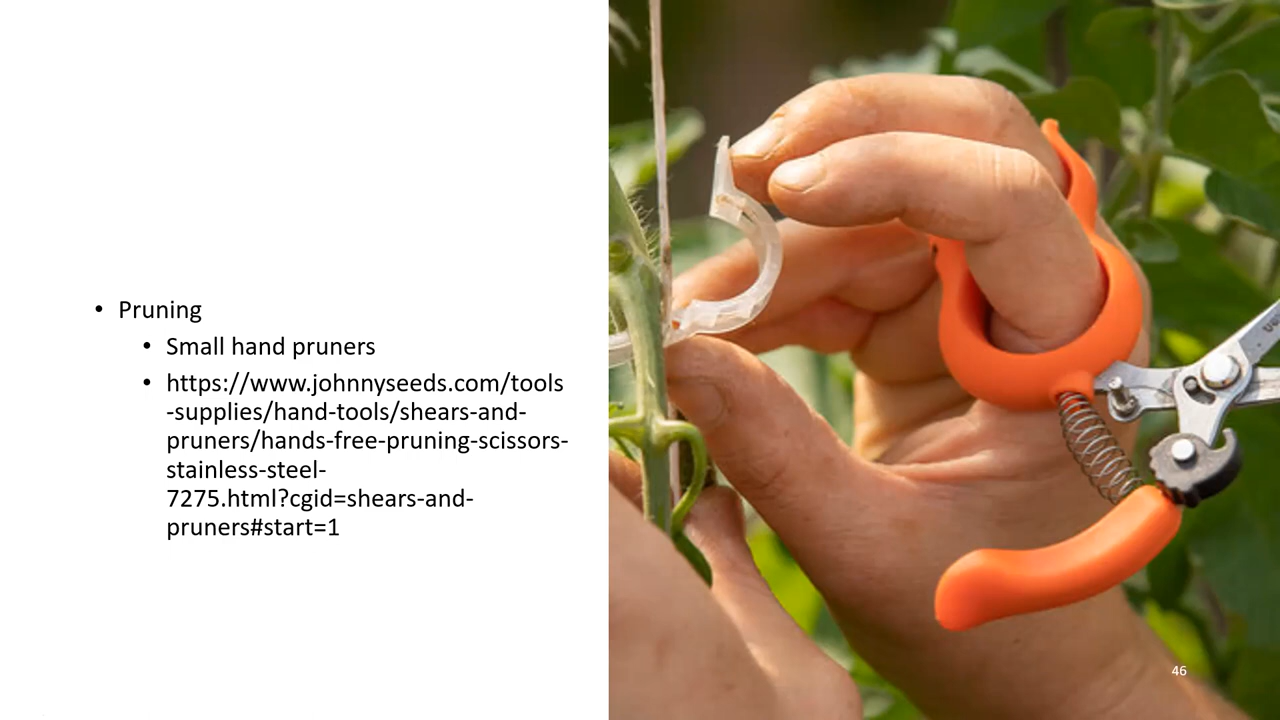 • Pruning
• Small hand pruners
• https://www.johnnyseeds.com/tools
-supplies/hand-tools/shears-and-
pruners/hands-free-pruning-scissors-
stainless-steel-
7275.html?cgid=shears-and-
pruners#start=1
46